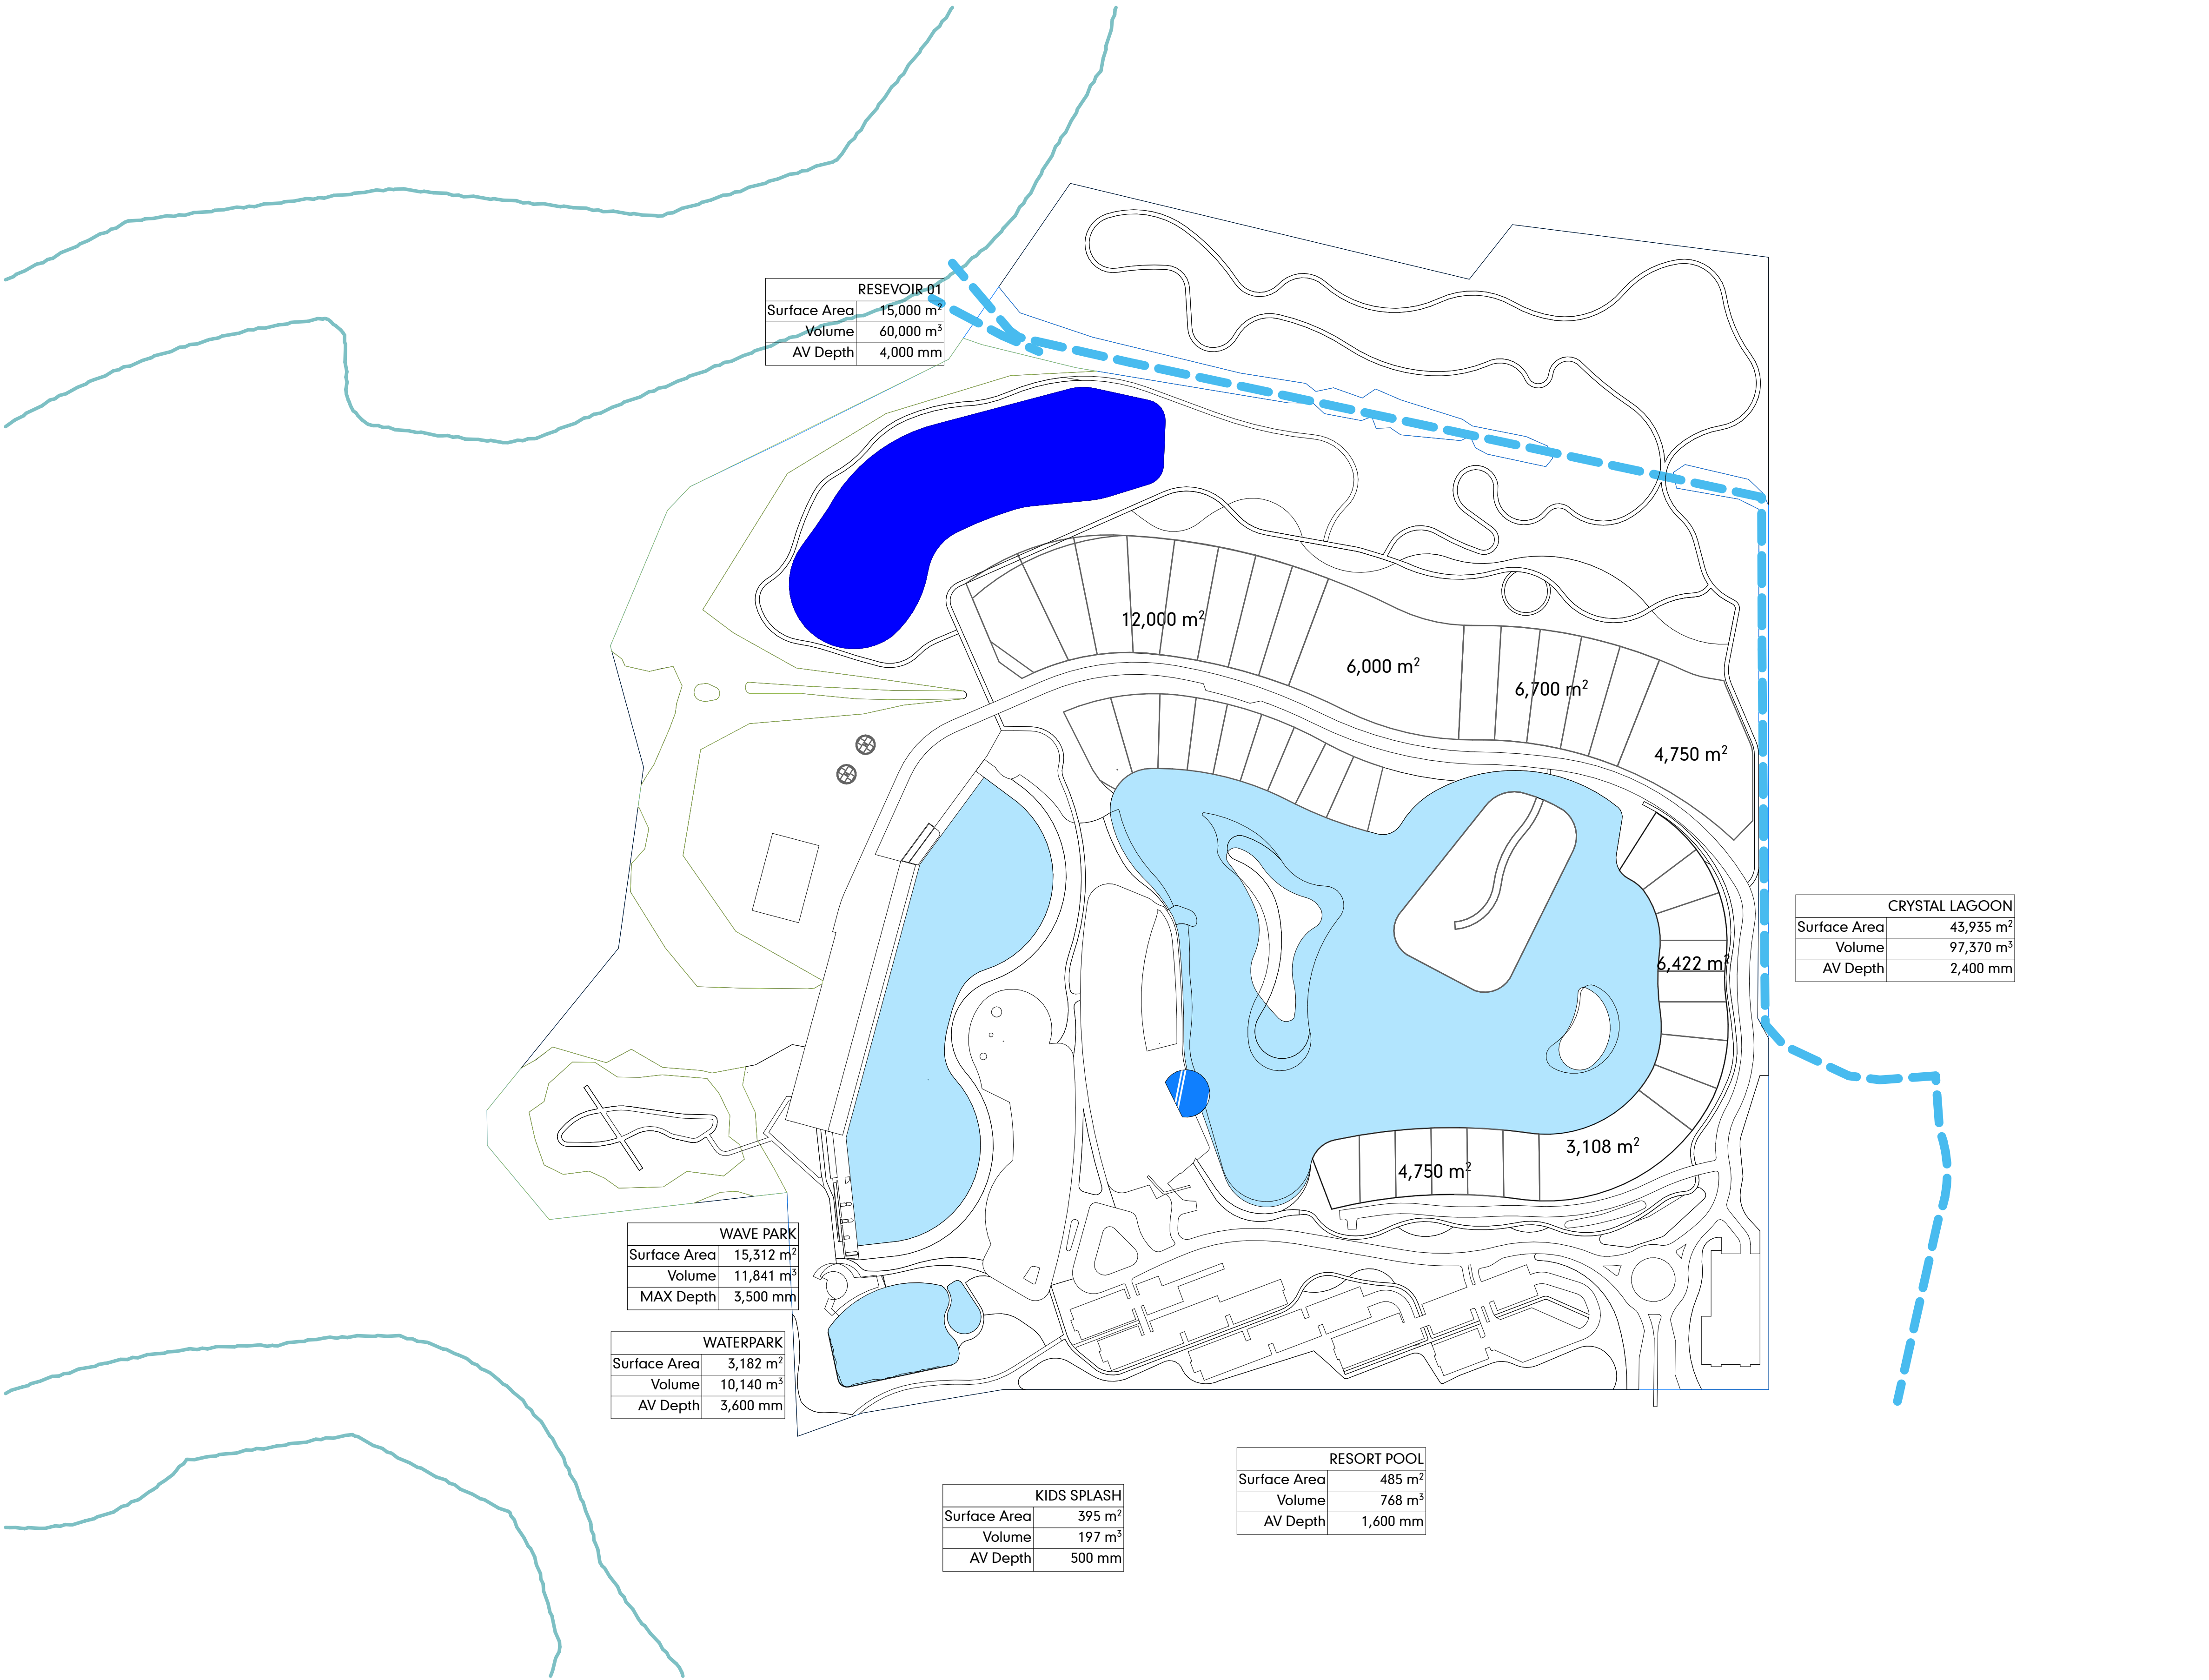 RESEVOIR 01
Surface Area 15,000 m²
Volume 60,000 m³
AV Depth 4,000 mm
12,000 m²
6,000 m²
6,700 m²
4,750 m²
CRYSTAL LAGOON
Surface Area 43,935 m²
Volume 97,370 m³
AV Depth 2,400 mm
6,422 m²
3,108 m²
4,750 m²
WAVE PARK
Surface Area 15,312 m²
Volume 11,841 m³
MAX Depth 3,500 mm
WATERPARK
Surface Area 3,182 m²
Volume 10,140 m³
AV Depth 3,600 mm
RESORT POOL
Surface Area 485 m²
Volume 768 m³
AV Depth 1,600 mm
KIDS SPLASH
Surface Area 395 m²
Volume 197 m³
AV Depth 500 mm